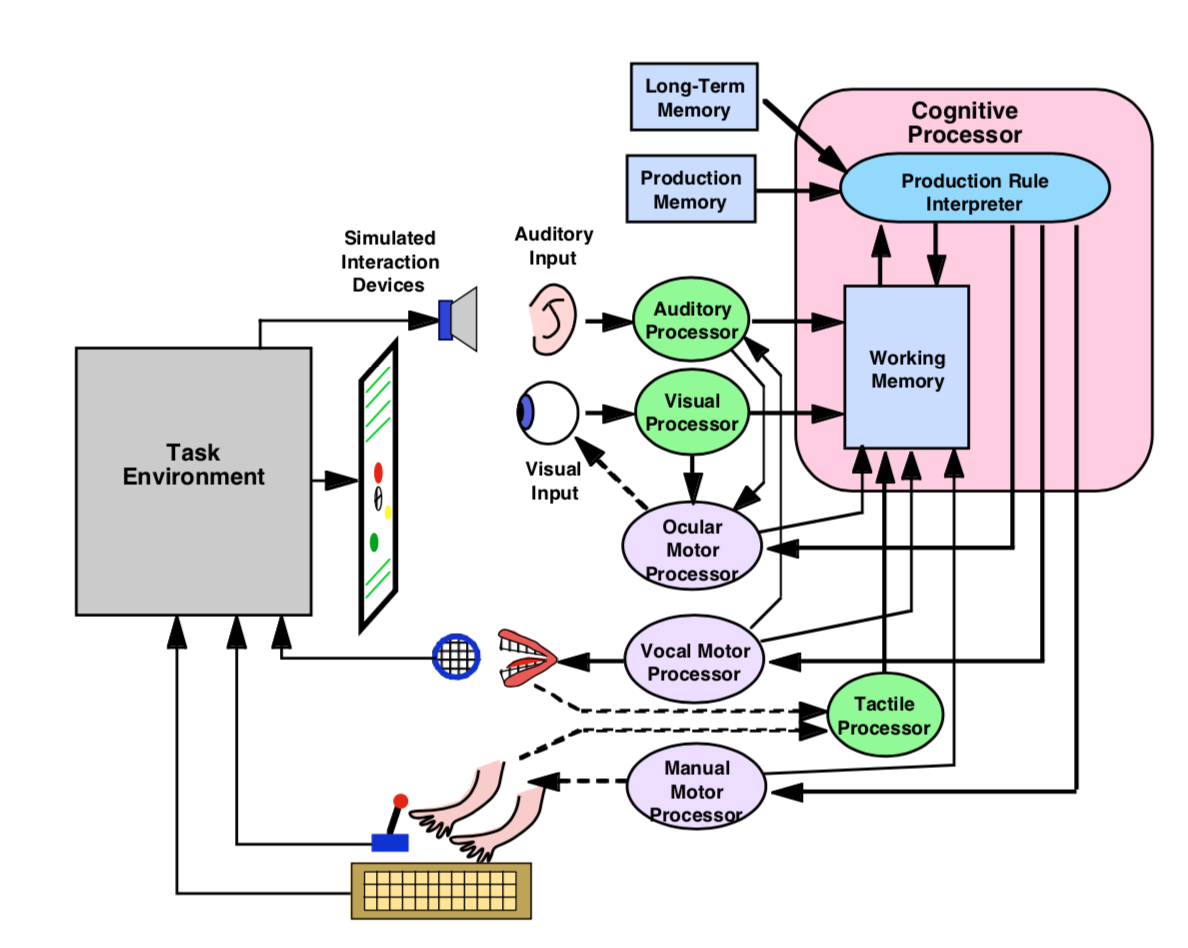 Long-Term
Memory
Cognitive
Processor
Production
Memory
Production Rule
Interpreter
Simulated
Interaction
Devices
Auditory
Input
Auditory
Processor
Working
Memory
Visual
Processor
Visual
Input
Task
Environment
Ocular
Motor
Processor
Vocal Motor
Processor
Tactile
Processor
Manual
Motor
Processor